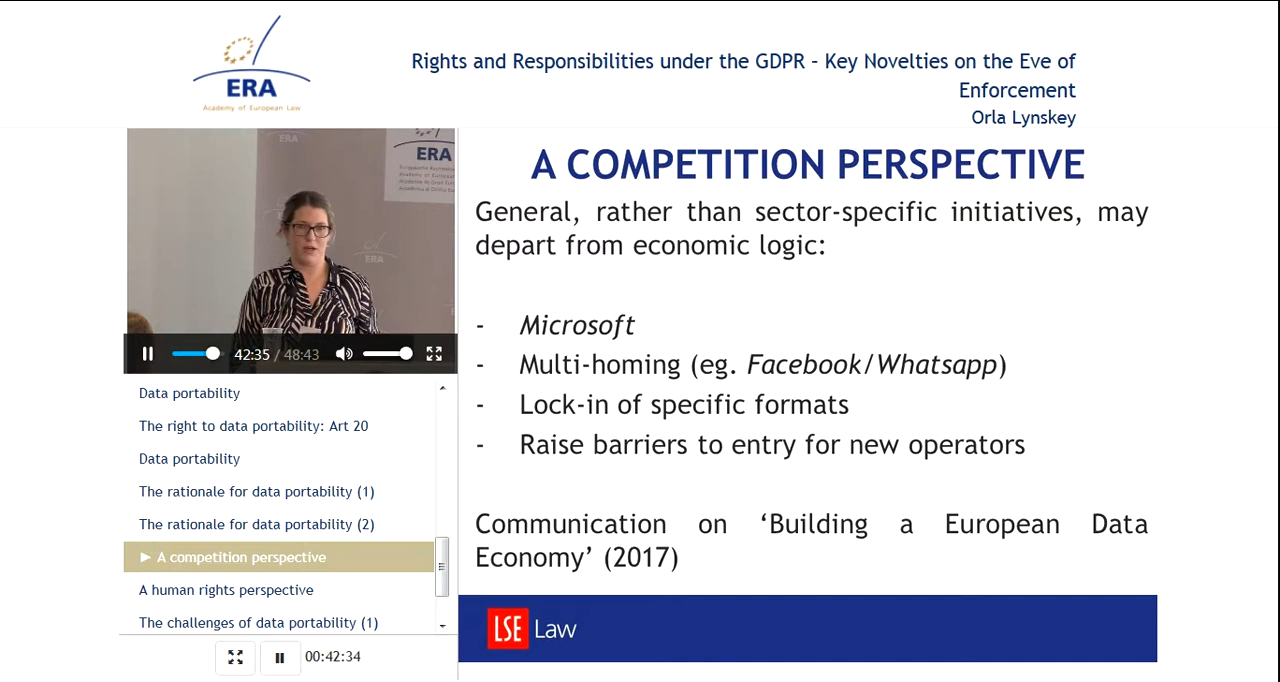 ERA
Academy of European Law
Rights and Responsibilities under the GDPR – Key Novelties on the Eve of
Enforcement
Orla Lynskey
ERA
ERA
ERA
42:35 / 48:43
Data portability
The right to data portability: Art 20
Data portability
The rationale for data portability (1)
The rationale for data portability (2)
► A competition perspective
A human rights perspective
The challenges of data portability (1)
00:42:34
A COMPETITION PERSPECTIVE
General, rather than sector-specific initiatives, may
depart from economic logic:
- Microsoft
- Multi-homing (eg. Facebook/Whatsapp)
- Lock-in of specific formats
- Raise barriers to entry for new operators
Communication on ‘Building a European Data
Economy’ (2017)
LSE Law